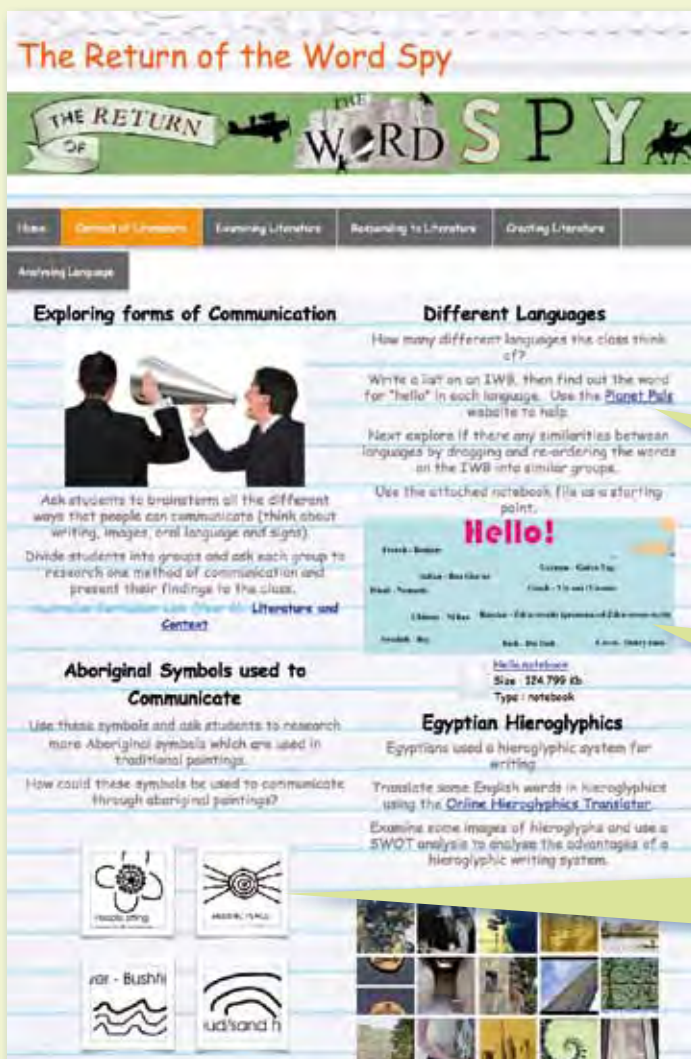 The Return of the Word Spy
THE RETURN OF
THE
WORD SPY
Home
Context of Literature
Examining Literature
Responding to Literature
Creating Literature
Analysing Language
Exploring forms of Communication
Ask students to brainstorm all the different
ways that people can communicate (think about
writing, images, oral language and signs)
Divide students into groups and ask each group to
research one method of communication and
present their findings to the class.
Literature and
Context
Aboriginal Symbols used to
Communicate
Use these symbols and ask students to research
more Aboriginal symbols which are used in
traditional paintings.
How could these symbols be used to communicate
through aboriginal paintings?
people sitting
ver - Bushfi
ud/sand h
Different Languages
How many different languages the class think
of?
Write a list on an IWB, then find out the word
for "hello" in each language. Use the Planet Pals
website to help.
Next explore if there any similarities between
languages by dragging and re-ordering the words
on the IWB into similar groups.
Use the attached notebook file as a starting
point.
Hello!
French - Bonjour
German - Guten Tag
Hello.notebook
Size : 124.799 Kb
Type : notebook
Egyptian Hieroglyphics
Egyptians used a hieroglyphic system for
writing.
Translate some English words in hieroglyphics
using the Online Hieroglyphics Translator.
Examine some images of hieroglyphs and use a
SWOT analysis to analyse the advantages of a
hieroglyphic writing system.